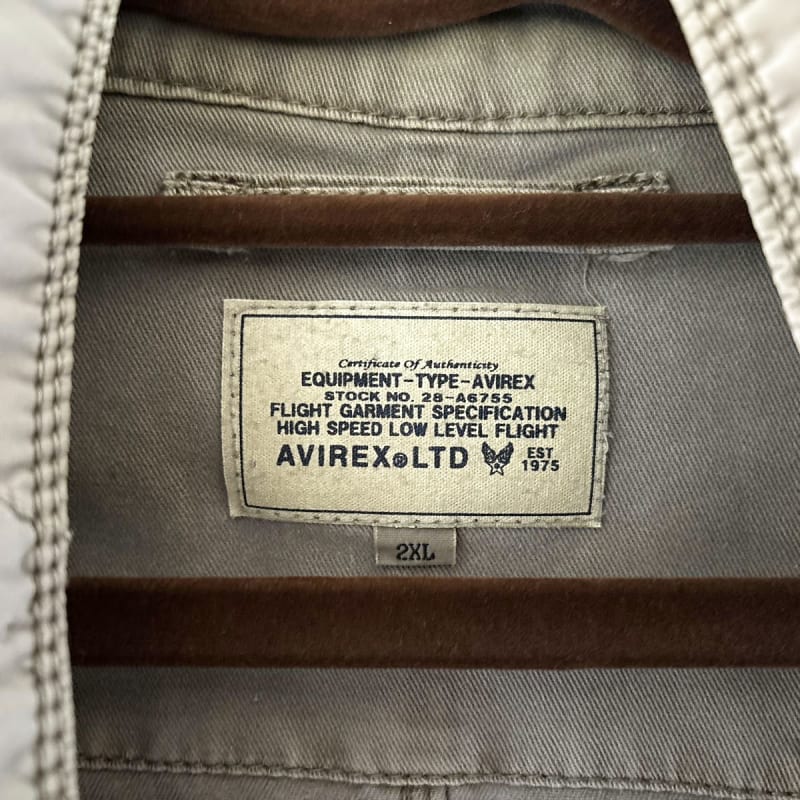 Certificate Of Authenticity
EQUIPMENT-TYPE-AVIREX
STOCK NO. 28-A6755
FLIGHT GARMENT SPECIFICATION
HIGH SPEED LOW LEVEL FLIGHT
AVIREX®LTD EST 1975
2XL